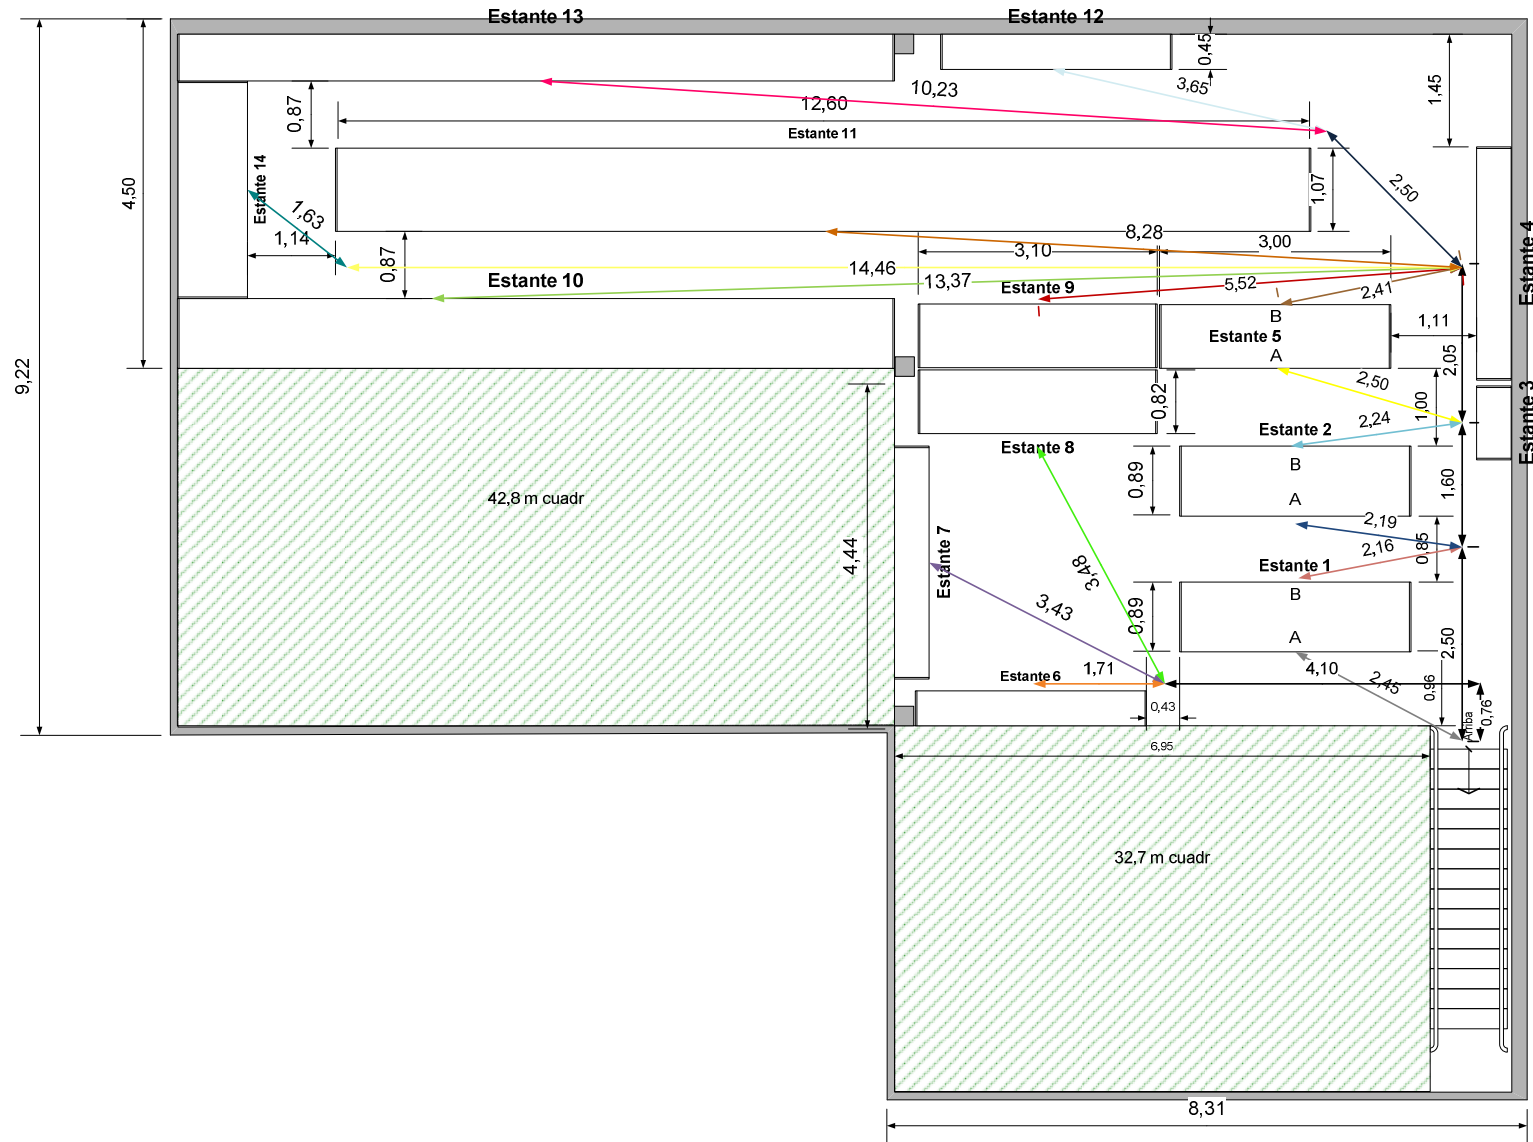 Estante 13
Estante 12
0,45
3,65
1,45
10,23
12,60
0,87
Estante 11
4,50
Estante 14
1,63
1,14
1,07
2,50
8,28
3,10
3,00
Estante 4
0,87
14,46
13,37
Estante 10
Estante 9
5,52
2,41
B
Estante 5
A
1,11
2,05
9,22
2,50
1,00
0,82
2,24
Estante 3
Estante 2
Estante 8
B
A
0,89
1,60
42,8 m cuadr
4,44
Estante 7
2,19
0,85
2,16
Estante 1
B
A
0,89
3,48
3,43
2,50
Estante 6
1,71
4,10
2,45
0,96
0,76
0,43
Arriba
6,95
32,7 m cuadr
8,31